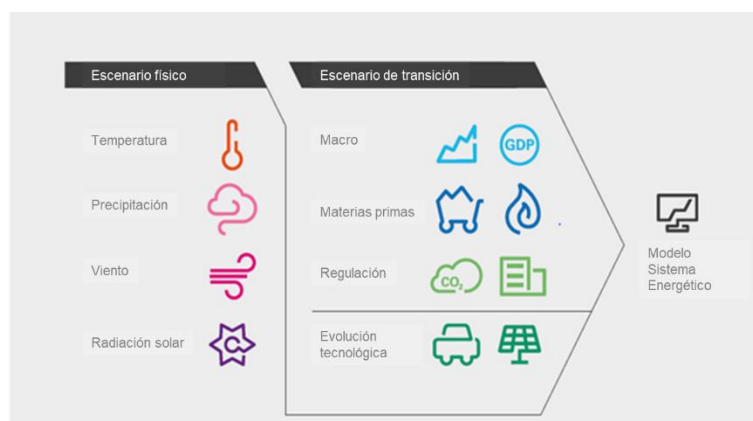 Escenario físico
Escenario de transición
Temperatura
Macro
GDP
Precipitación
Materias primas
Viento
Regulación
CO₂
Modelo
Sistema
Energético
Radiación solar
C
Evolución
tecnológica